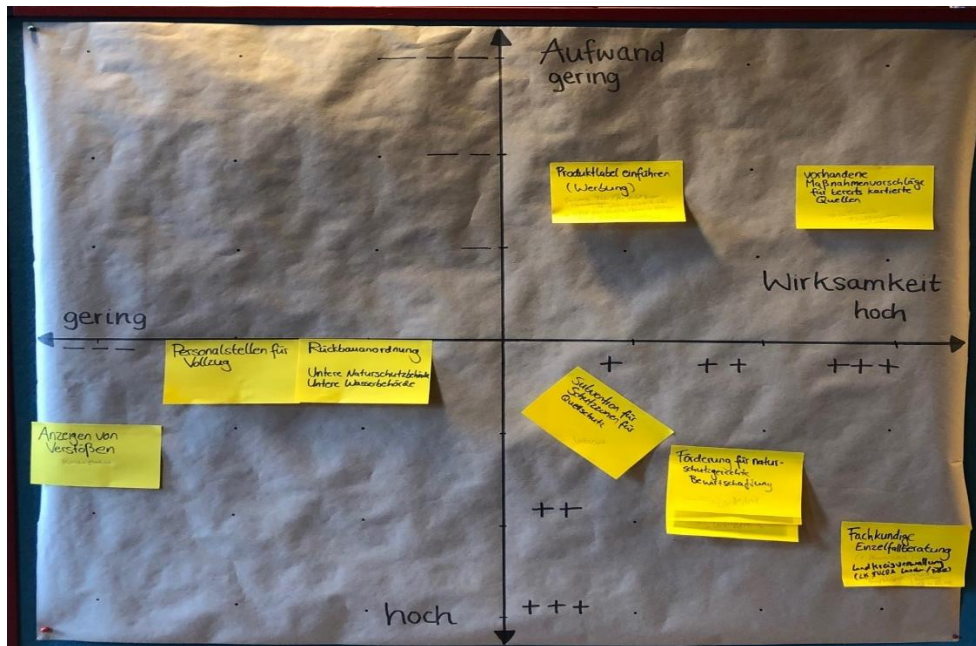 Aufwand
gering
Produktlabel einführen
(Werbung)
vorhandene
Maßnahmenvorschläge
für bereits kartierte
Quellen
Wirksamkeit
hoch
gering
Personalstellen für
Vollzug
Rückbauanordnung
Untere Naturschutzbehörde
Untere Wasserbehörde
+
++
+++
Subvention für
Schutzzonen für
Quellschutz
Anzeigen von
Verstößen
Förderung für natur-
schutzgerechte
Bewirtschaftung
++
Fachkundige
Einzelfallberatung
Landkreisverwaltung
hoch
+++